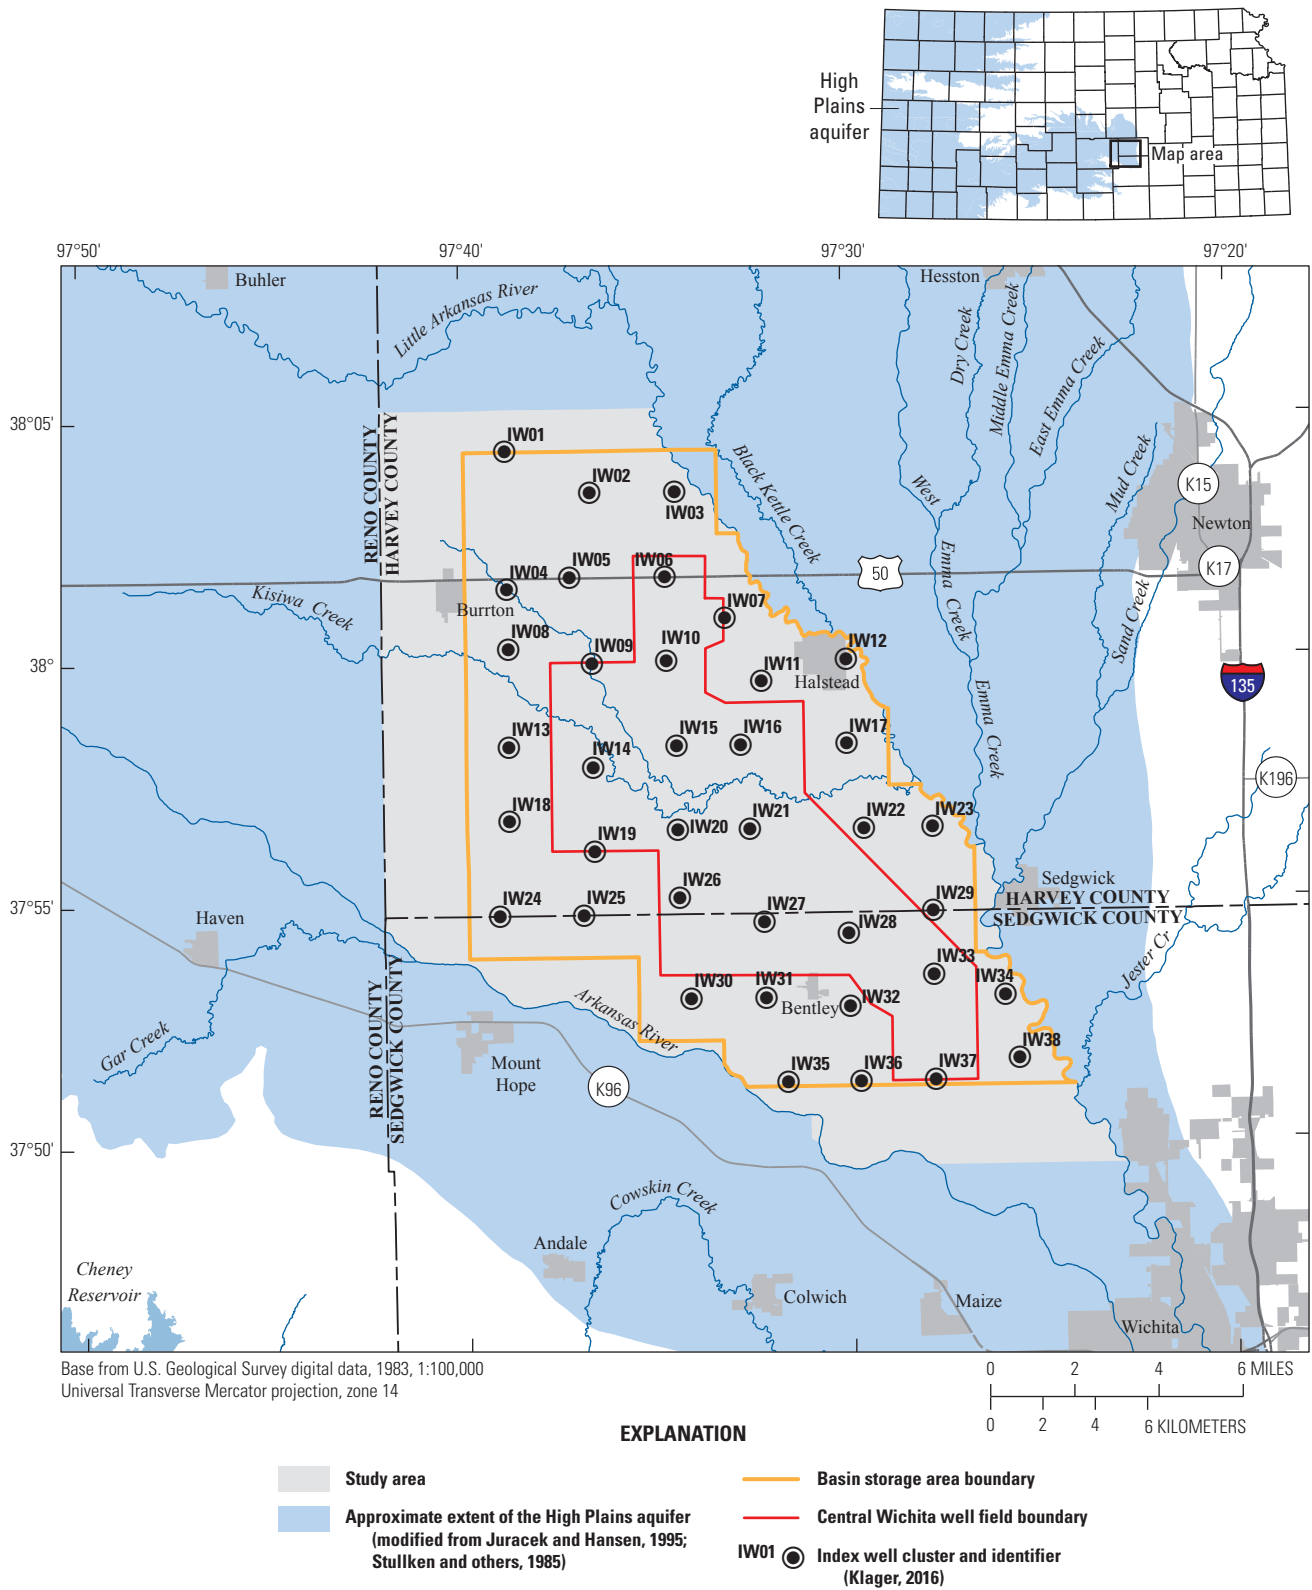 High
Plains
aquifer
Map area
97°50'
97°40'
97°30'
97°20'
Buhler
Hesston
Little Arkansas River
Dry Creek
Middle Emma Creek
East Emma Creek
38°05'
RENO COUNTY
HARVEY COUNTY
IW01
IW02
IW03
Black Kettle Creek
West
Emma Creek
Mud Creek
K15
Newton
K17
50
IW04
IW05
IW06
IW07
Burrton
Kisiwa Creek
Sand Creek
IW08
IW09
IW10
IW11
IW12
Halstead
38°
135
Emma Creek
IW13
IW14
IW15
IW16
IW17
K196
IW18
IW19
IW20
IW21
IW22
IW23
Sedgwick
HARVEY COUNTY
SEDGWICK COUNTY
37°55'
Haven
IW24
IW25
IW26
IW27
IW28
IW29
Jester Cr
RENO COUNTY
SEDGWICK COUNTY
IW30
IW31
IW32
IW33
IW34
Bentley
Arkansas River
Gar Creek
Mount
Hope
K96
IW35
IW36
IW37
IW38
37°50'
Cowskin Creek
Andale
Colwich
Maize
Wichita
Cheney
Reservoir
Base from U.S. Geological Survey digital data, 1983, 1:100,000
Universal Transverse Mercator projection, zone 14
0 2 4 6 MILES
0 2 4 6 KILOMETERS
EXPLANATION
Study area
Approximate extent of the High Plains aquifer
(modified from Juracek and Hansen, 1995;
Stullken and others, 1985)
Basin storage area boundary
Central Wichita well field boundary
IW01 Index well cluster and identifier
(Klager, 2016)